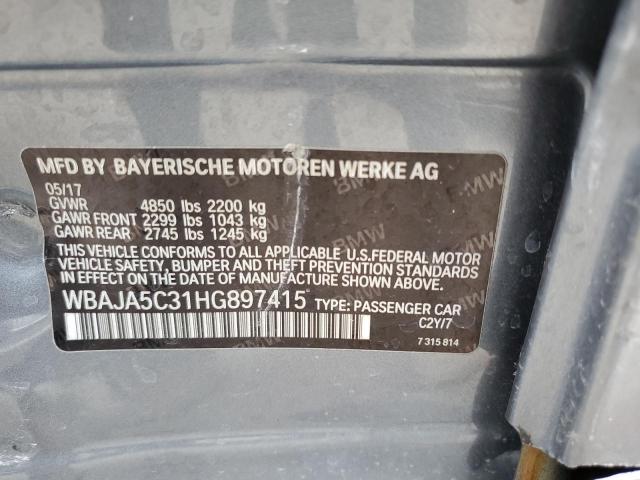 MFD BY BAYERISCHE MOTOREN WERKE AG
05/17
GVWR 4850 lbs 2200 kg
GAWR FRONT 2299 lbs 1043 kg
GAWR REAR 2745 lbs 1245 kg
THIS VEHICLE CONFORMS TO ALL APPLICABLE U.S.FEDERAL MOTOR
VEHICLE SAFETY, BUMPER AND THEFT PREVENTION STANDARDS
IN EFFECT ON THE DATE OF MANUFACTURE SHOWN ABOVE.
WBAJA5C31HG897415 TYPE: PASSENGER CAR
C2Y/7
7 315 814